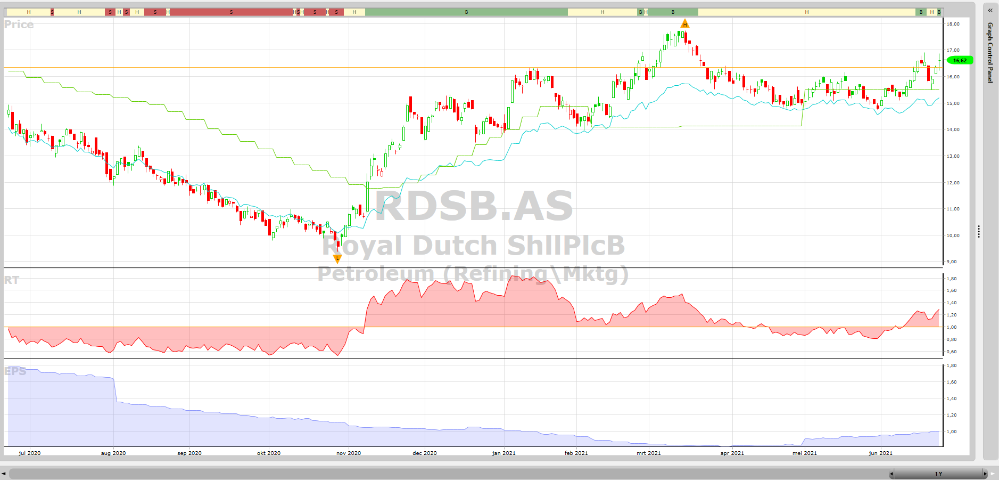 H S H S H S H S H S H S H S H S H B H B H B H B H B
«
Price
H
18,00
17,00
16,62
16,00
15,00
14,00
13,00
12,00
11,00
10,00
9,00
Graph Control Panel
RDSB.AS
Royal Dutch ShllPlcB
L
Petroleum (Refining\Mktg)
RT
1,80
1,60
1,40
1,20
1,00
0,80
0,60
EPS
1,80
1,60
1,40
1,20
1,00
jul 2020 aug 2020 sep 2020 okt 2020 nov 2020 dec 2020 jan 2021 feb 2021 mrt 2021 apr 2021 mei 2021 jun 2021
1 Y